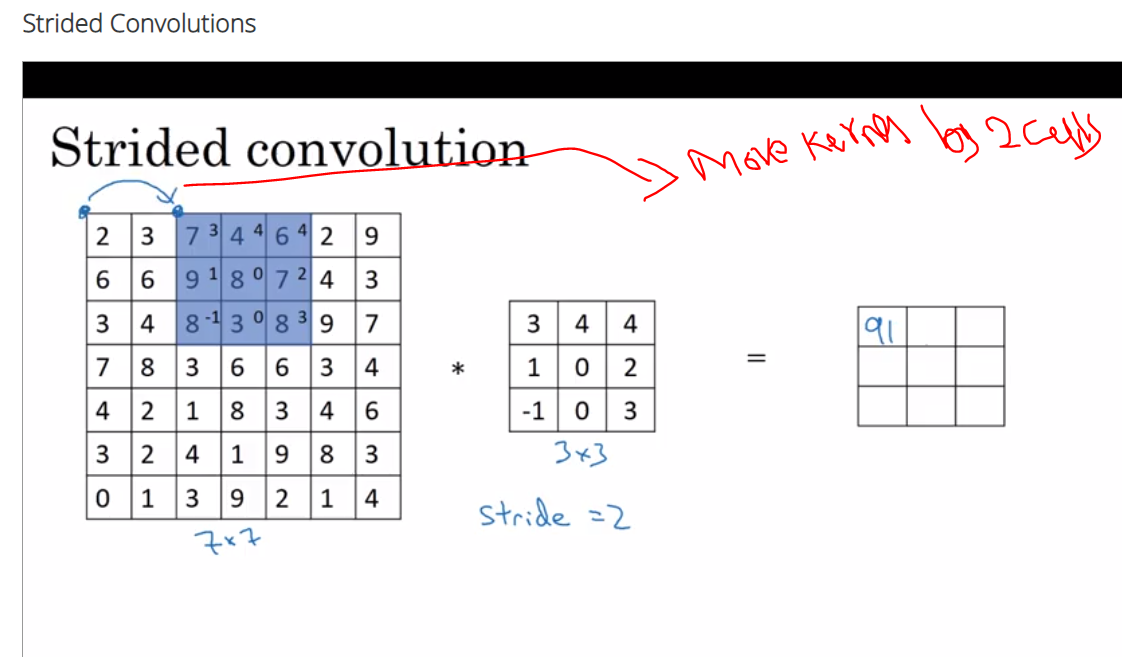 Strided Convolutions
Strided convolution
Move Kernel by 2 cells
2 3 7 3 4 4 6 4 2 9
6 6 9 1 8 0 7 2 4 3
3 4 8 -1 3 0 8 3 9 7
7 8 3 6 6 3 4
4 2 1 8 3 4 6
3 2 4 1 9 8 3
0 1 3 9 2 1 4
7×7
*
3 4 4
1 0 2
-1 0 3
3×3
stride = 2
=
91